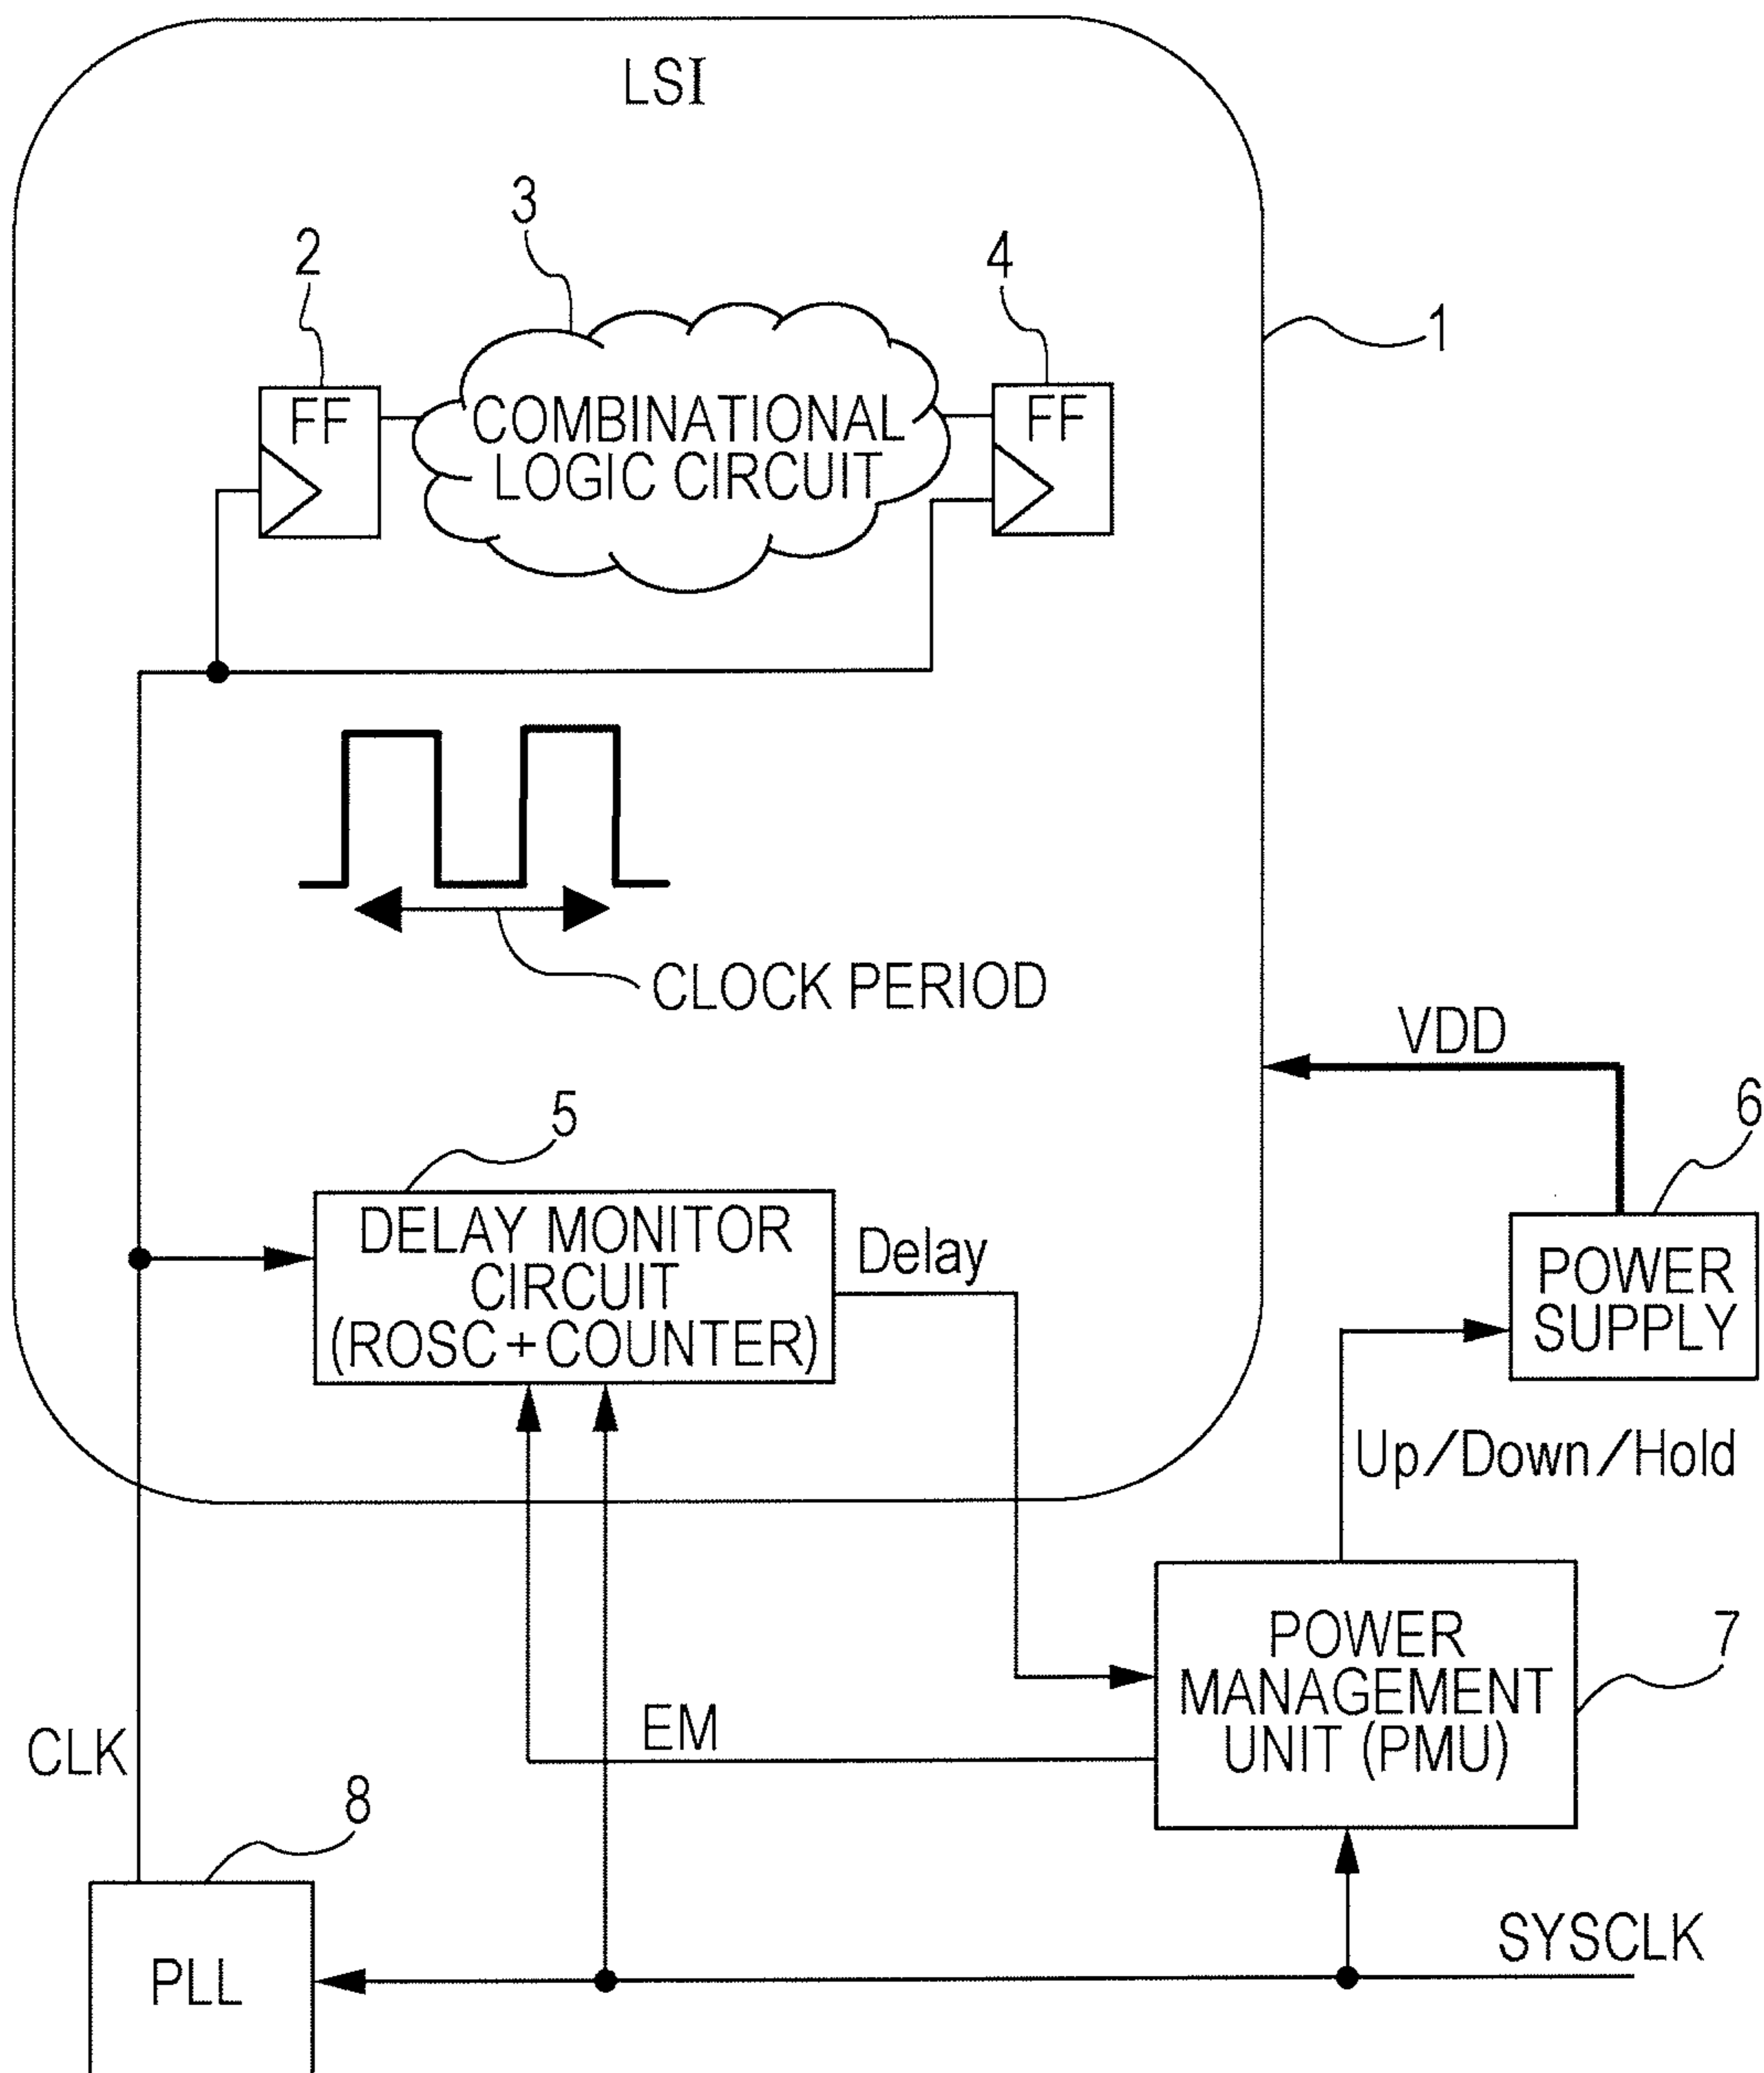 LSI
3
2
4
1
FF
COMBINATIONAL
LOGIC CIRCUIT
FF
CLOCK PERIOD
VDD
5
6
DELAY MONITOR
CIRCUIT
(ROSC+COUNTER)
Delay
POWER
SUPPLY
Up/Down/Hold
POWER
MANAGEMENT
UNIT (PMU)
7
EM
CLK
8
SYSCLK
PLL